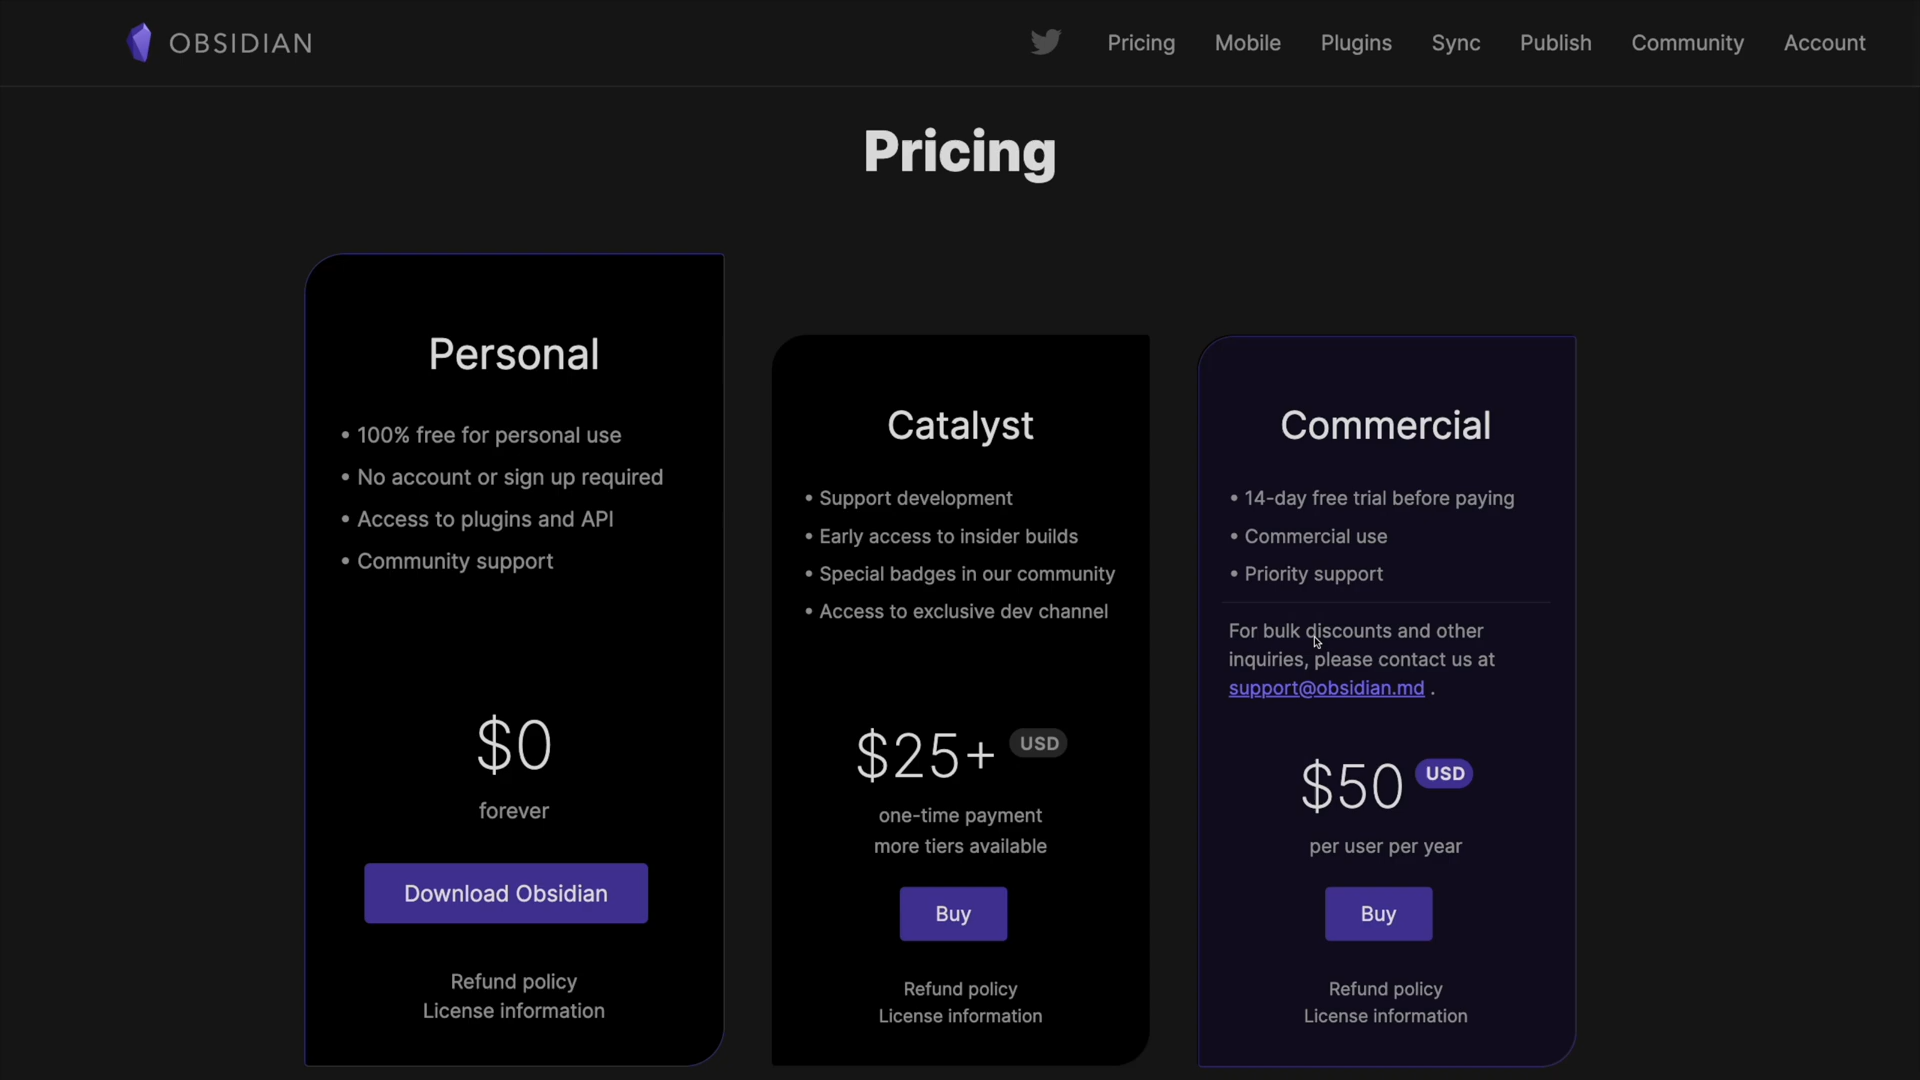 OBSIDIAN
Pricing
Mobile
Plugins
Sync
Publish
Community
Account
Pricing
Personal
• 100% free for personal use
• No account or sign up required
• Access to plugins and API
• Community support
$0
forever
Download Obsidian
Refund policy
License information
Catalyst
• Support development
• Early access to insider builds
• Special badges in our community
• Access to exclusive dev channel
$25+ USD
one-time payment
more tiers available
Buy
Refund policy
License information
Commercial
• 14-day free trial before paying
• Commercial use
• Priority support
For bulk discounts and other
inquiries, please contact us at
support@obsidian.md .
$50 USD
per user per year
Buy
Refund policy
License information